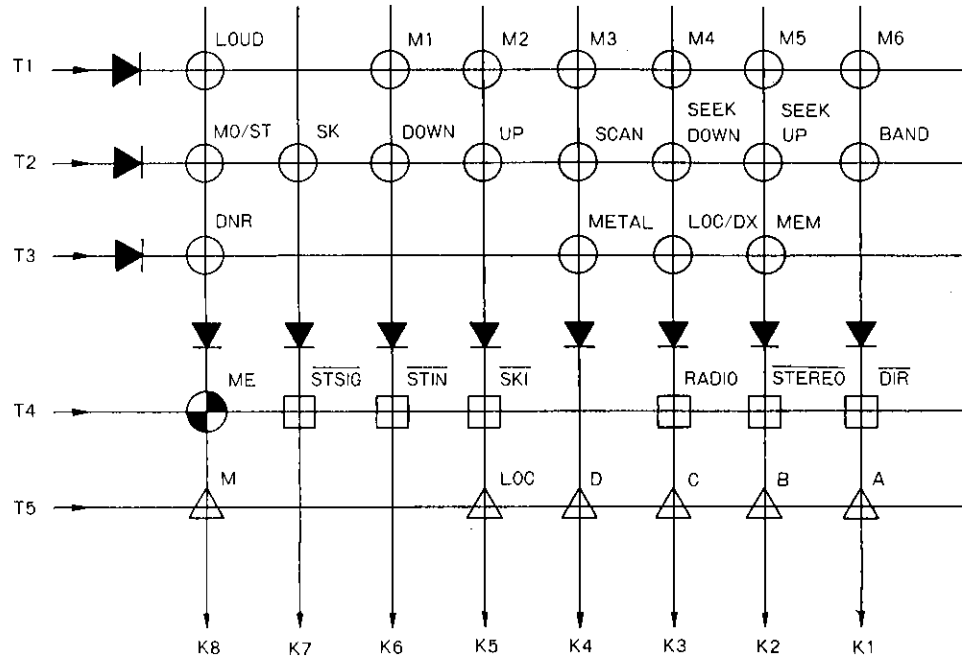 LOUD M1 M2 M3 M4 M5 M6
T1
SEEK SEEK
MO/ST SK DOWN UP SCAN DOWN UP BAND
T2
DNR METAL LOC/DX MEM
T3
ME STSIG STIN SKI RADIO STEREO DIR
T4
M LOC D C B A
T5
K8 K7 K6 K5 K4 K3 K2 K1